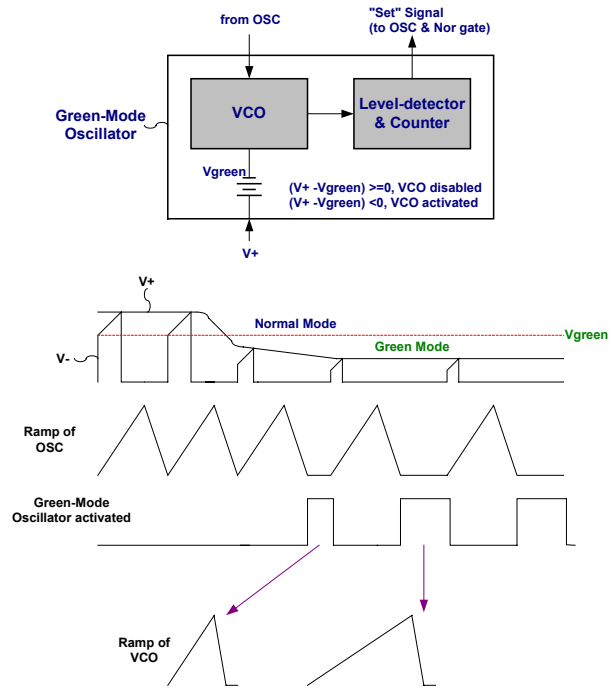 from OSC
"Set" Signal
(to OSC & Nor gate)
Green-Mode
Oscillator
VCO
Level-detector
& Counter
Vgreen
(V+ -Vgreen) >=0, VCO disabled
(V+ -Vgreen) <0, VCO activated
V+
V+
Normal Mode
Vgreen
Green Mode
V-
Ramp of
OSC
Green-Mode
Oscillator activated
Ramp of
VCO